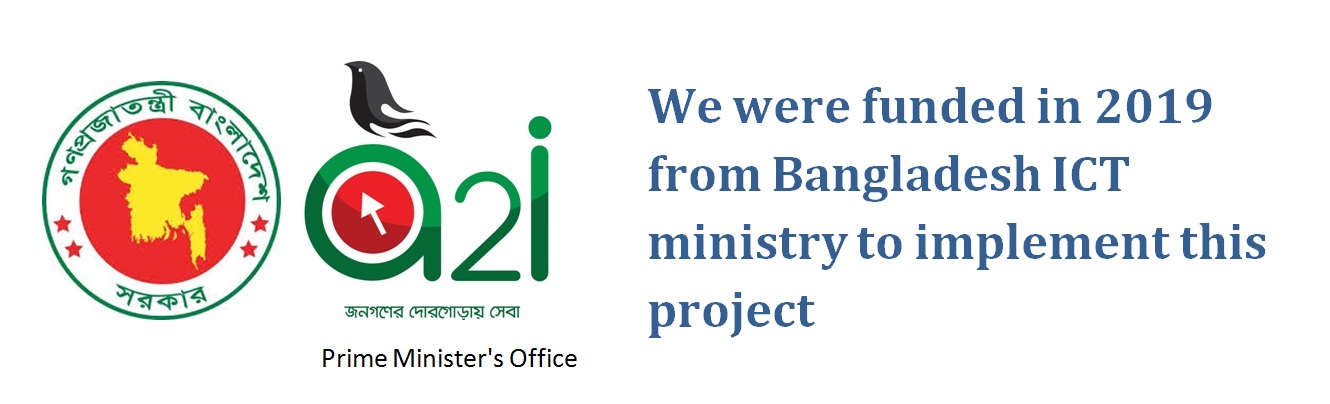 গণপ্রজাতন্ত্রী বাংলাদেশ
সরকার
a2i
জনগণের দোরগোড়ায় সেবা
Prime Minister's Office
We were funded in 2019
from Bangladesh ICT
ministry to implement this
project